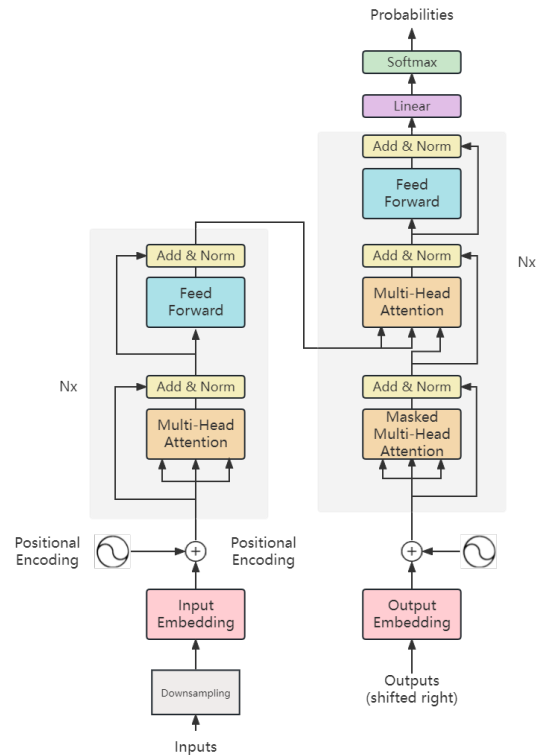 Probabilities
Softmax
Linear
Add & Norm
Feed
Forward
Add & Norm
Multi-Head
Attention
Nx
Add & Norm
Masked
Multi-Head
Attention
Add & Norm
Feed
Forward
Nx
Add & Norm
Multi-Head
Attention
Positional
Encoding
Positional
Encoding
Input
Embedding
Output
Embedding
Downsampling
Inputs
Outputs
(shifted right)